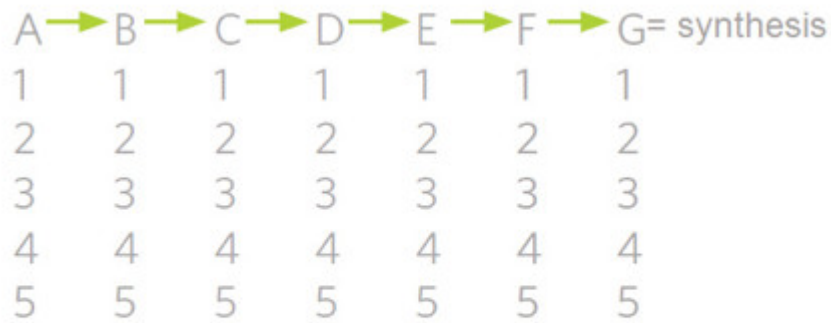 A → B → C → D → E → F → G= synthesis
1 1 1 1 1 1 1
2 2 2 2 2 2 2
3 3 3 3 3 3 3
4 4 4 4 4 4 4
5 5 5 5 5 5 5